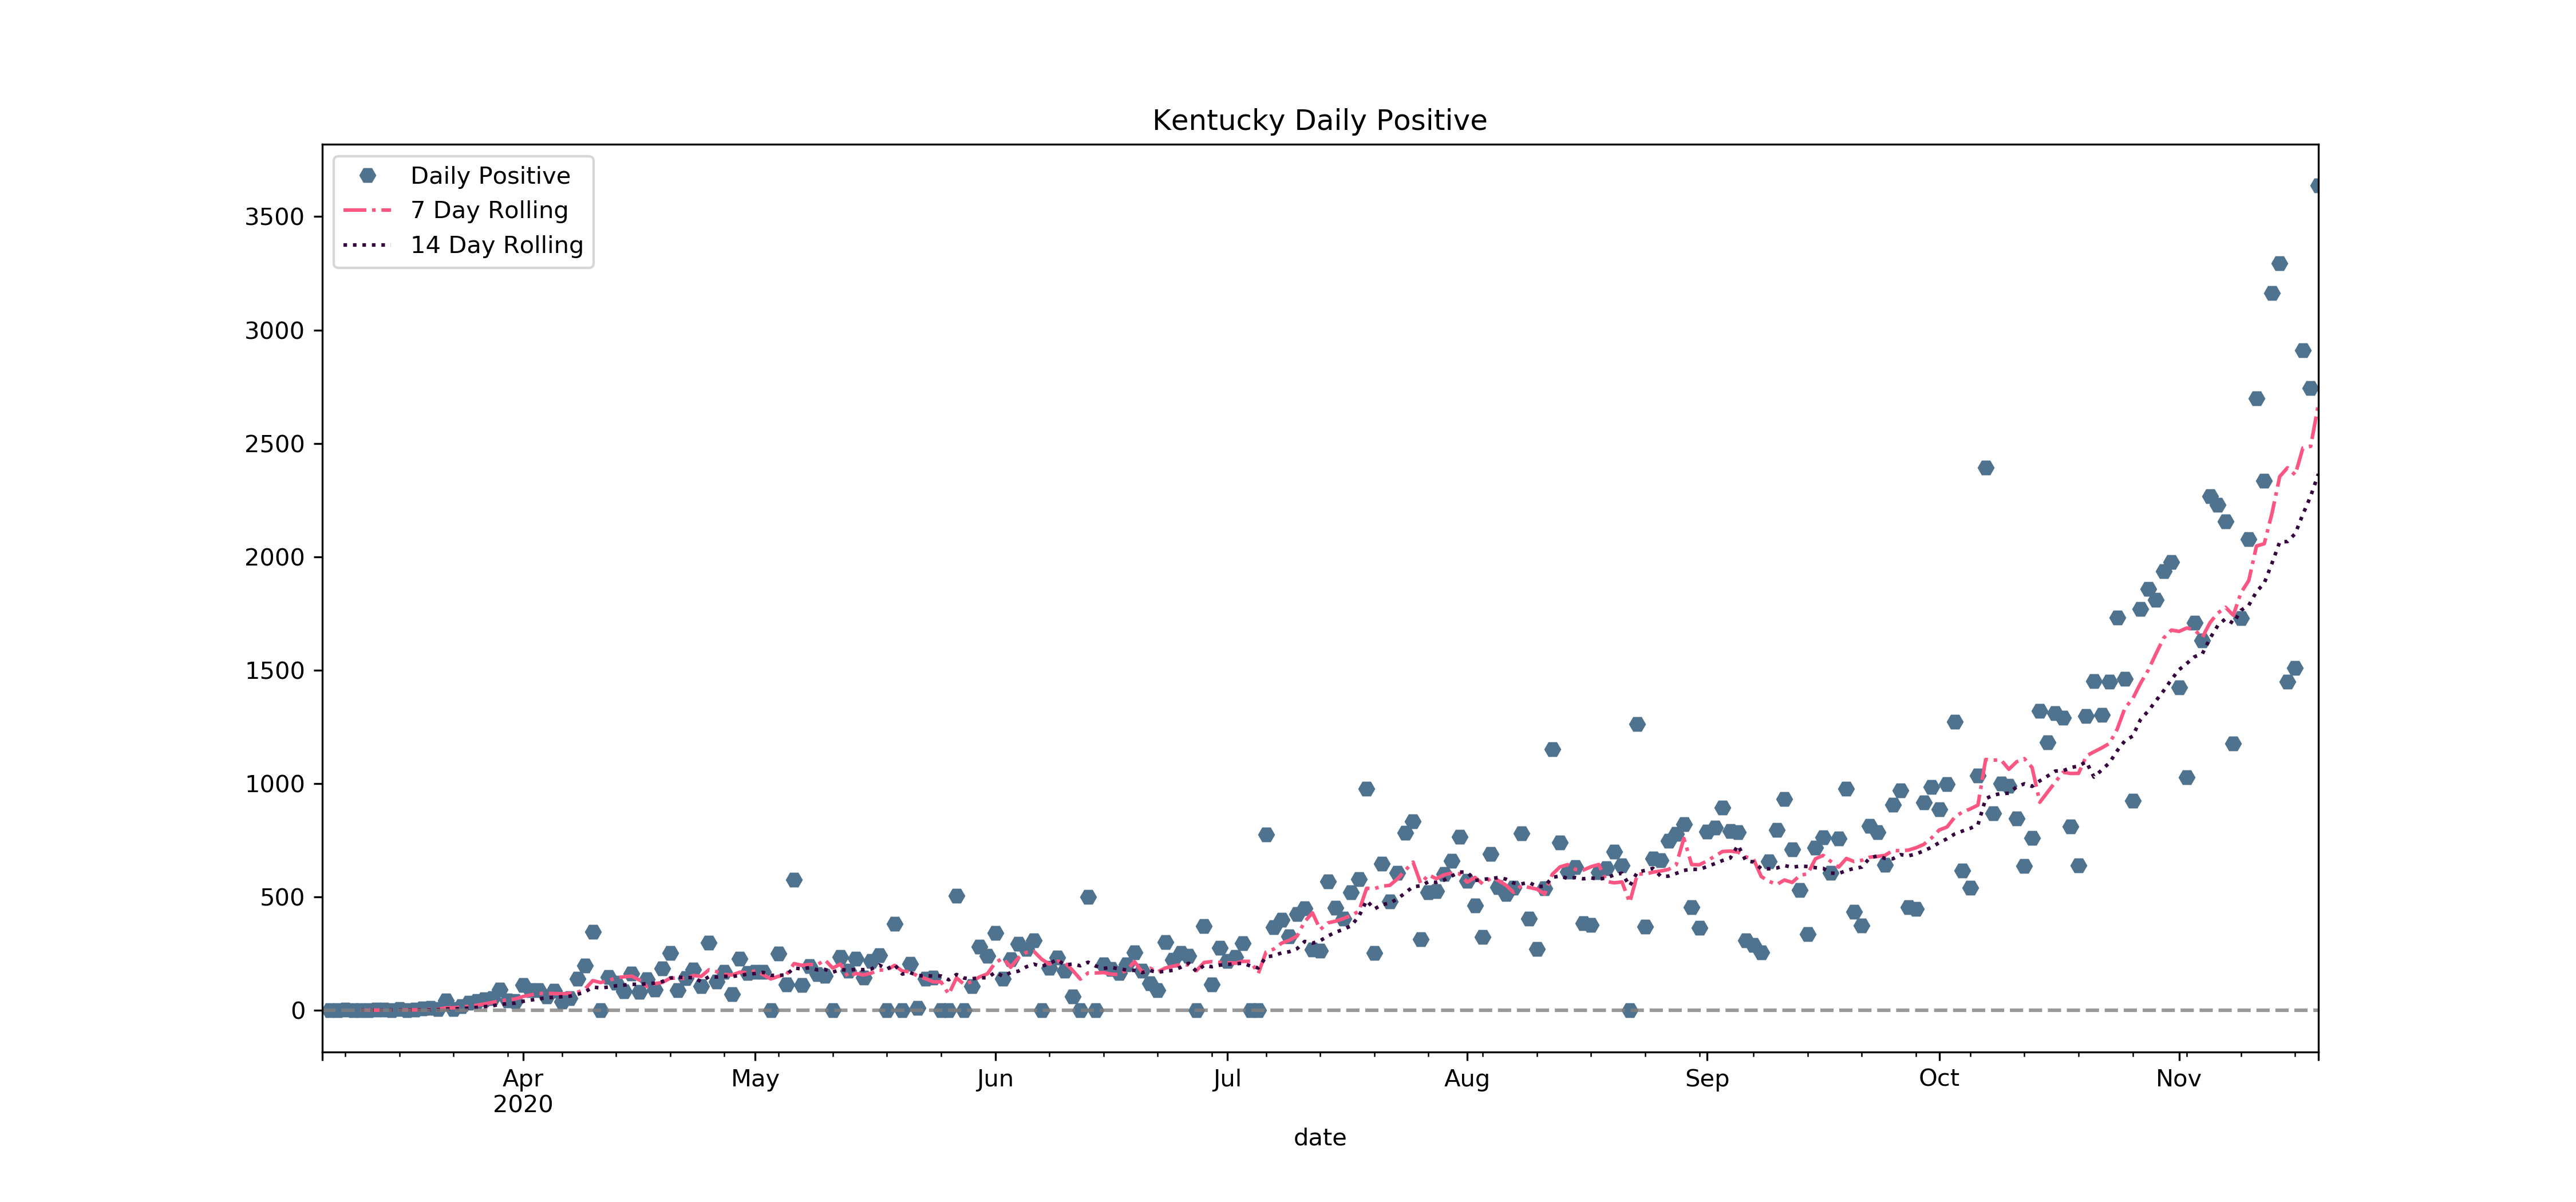 Kentucky Daily Positive
Daily Positive
7 Day Rolling
14 Day Rolling
3500
3000
2500
2000
1500
1000
500
0
Apr May Jun Jul Aug Sep Oct Nov
2020
date